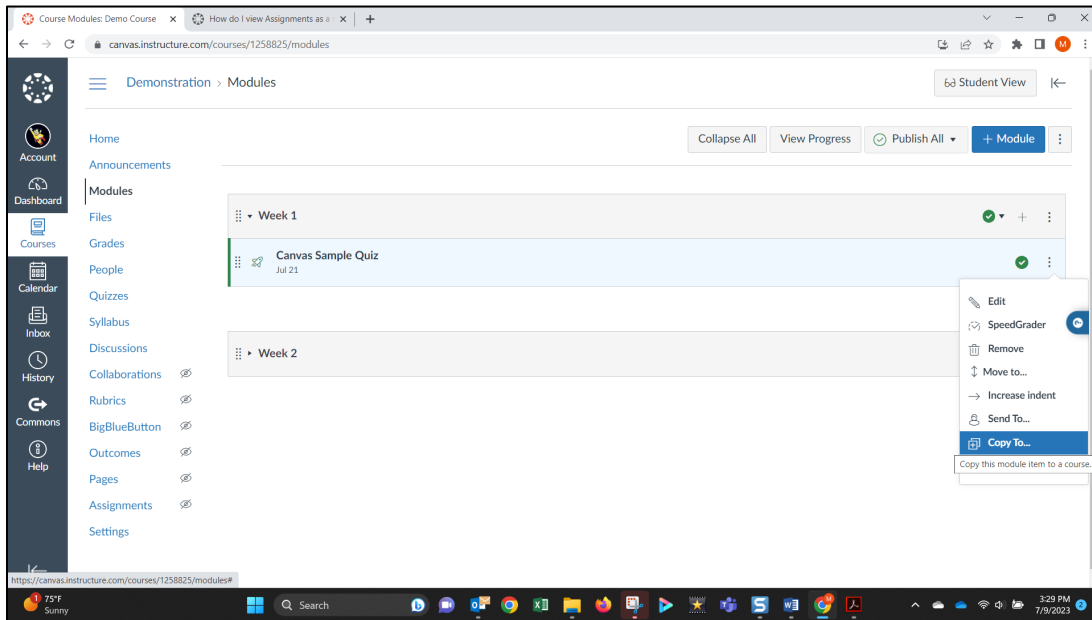 Course Modules: Demo Course
How do I view Assignments as a
canvas.instructure.com/courses/1258825/modules
M
Demonstration › Modules
Student View
Account
Dashboard
Courses
Calendar
Inbox
History
Commons
Help
Home
Announcements
Modules
Files
Grades
People
Quizzes
Syllabus
Discussions
Collaborations
Rubrics
BigBlueButton
Outcomes
Pages
Assignments
Settings
Collapse All
View Progress
Publish All
+ Module
Week 1
Canvas Sample Quiz
Jul 21
Week 2
Edit
SpeedGrader
Remove
Move to...
Increase indent
Send To...
Copy To...
Copy this module item to a course.
https://canvas.instructure.com/courses/1258825/modules#
1
75°F
Sunny
Search
3:29 PM
7/9/2023
2